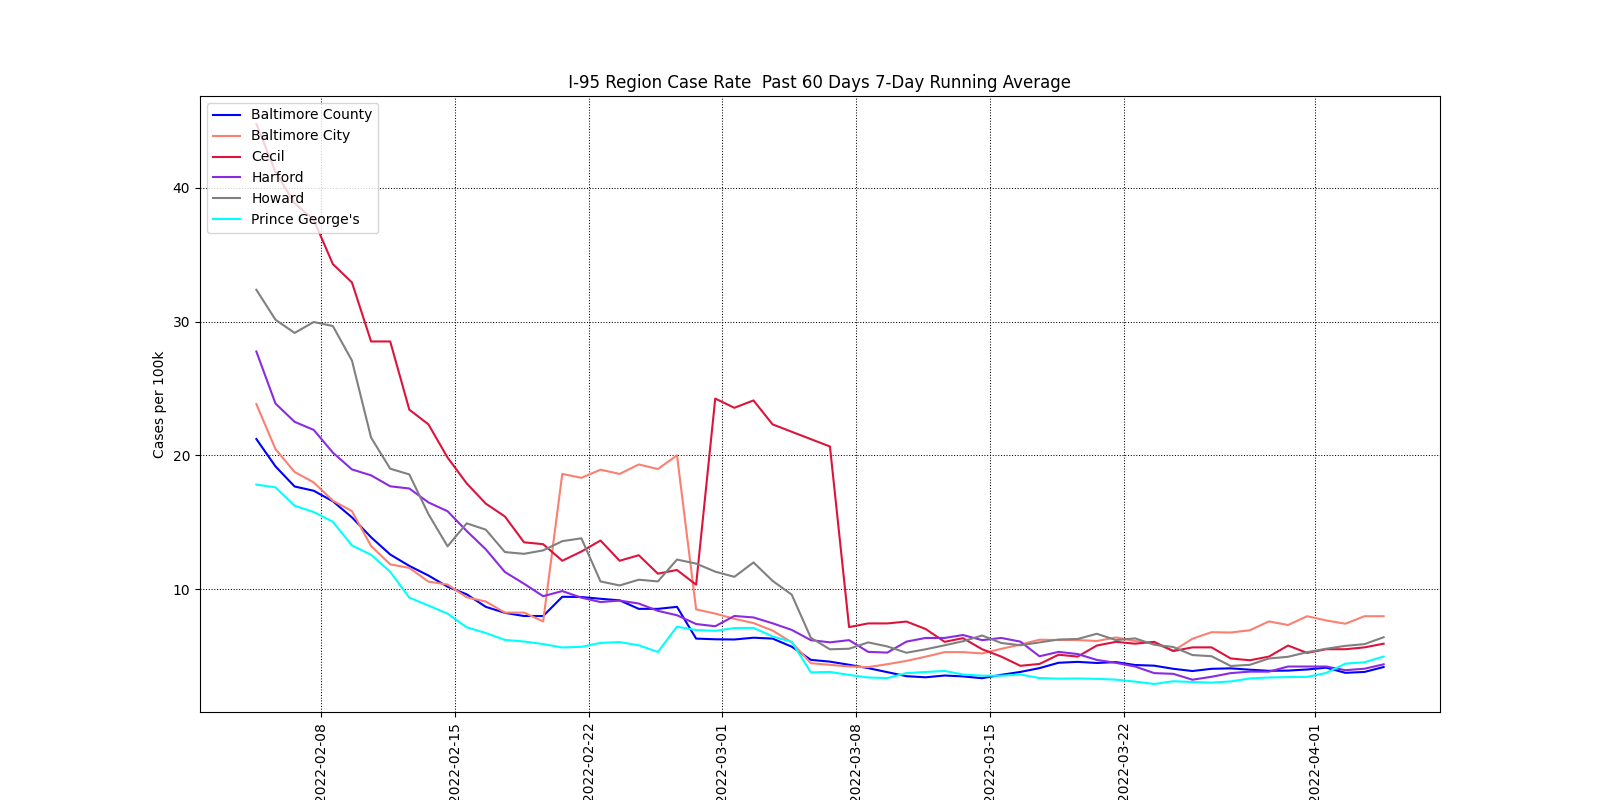 I-95 Region Case Rate  Past 60 Days 7-Day Running Average
Baltimore County
Baltimore City
Cecil
Harford
Howard
Prince George's
Cases per 100k
40
30
20
10
2022-02-08
2022-02-15
2022-02-22
2022-03-01
2022-03-08
2022-03-15
2022-03-22
2022-04-01